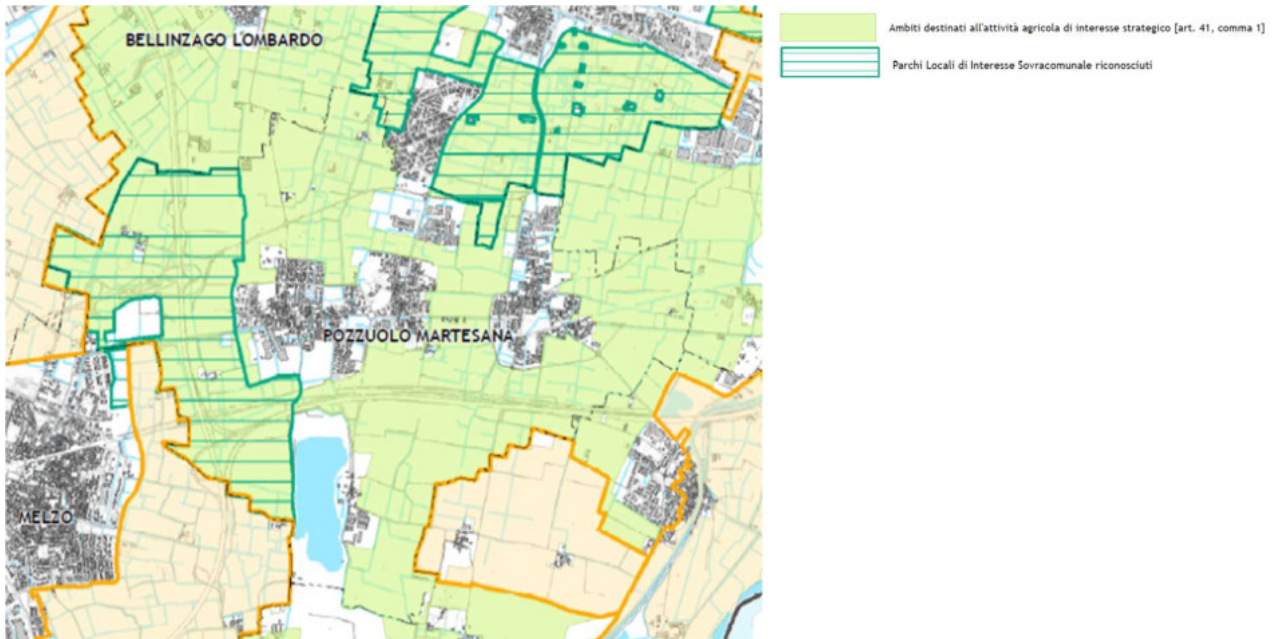 BELLINZAGO LOMBARDO
Ambiti destinati all'attività agricola di interesse strategico [art. 41, comma 1]
Parchi Locali di Interesse Sovracomunale riconosciuti
POZZUOLO MARTESANA
MELZO